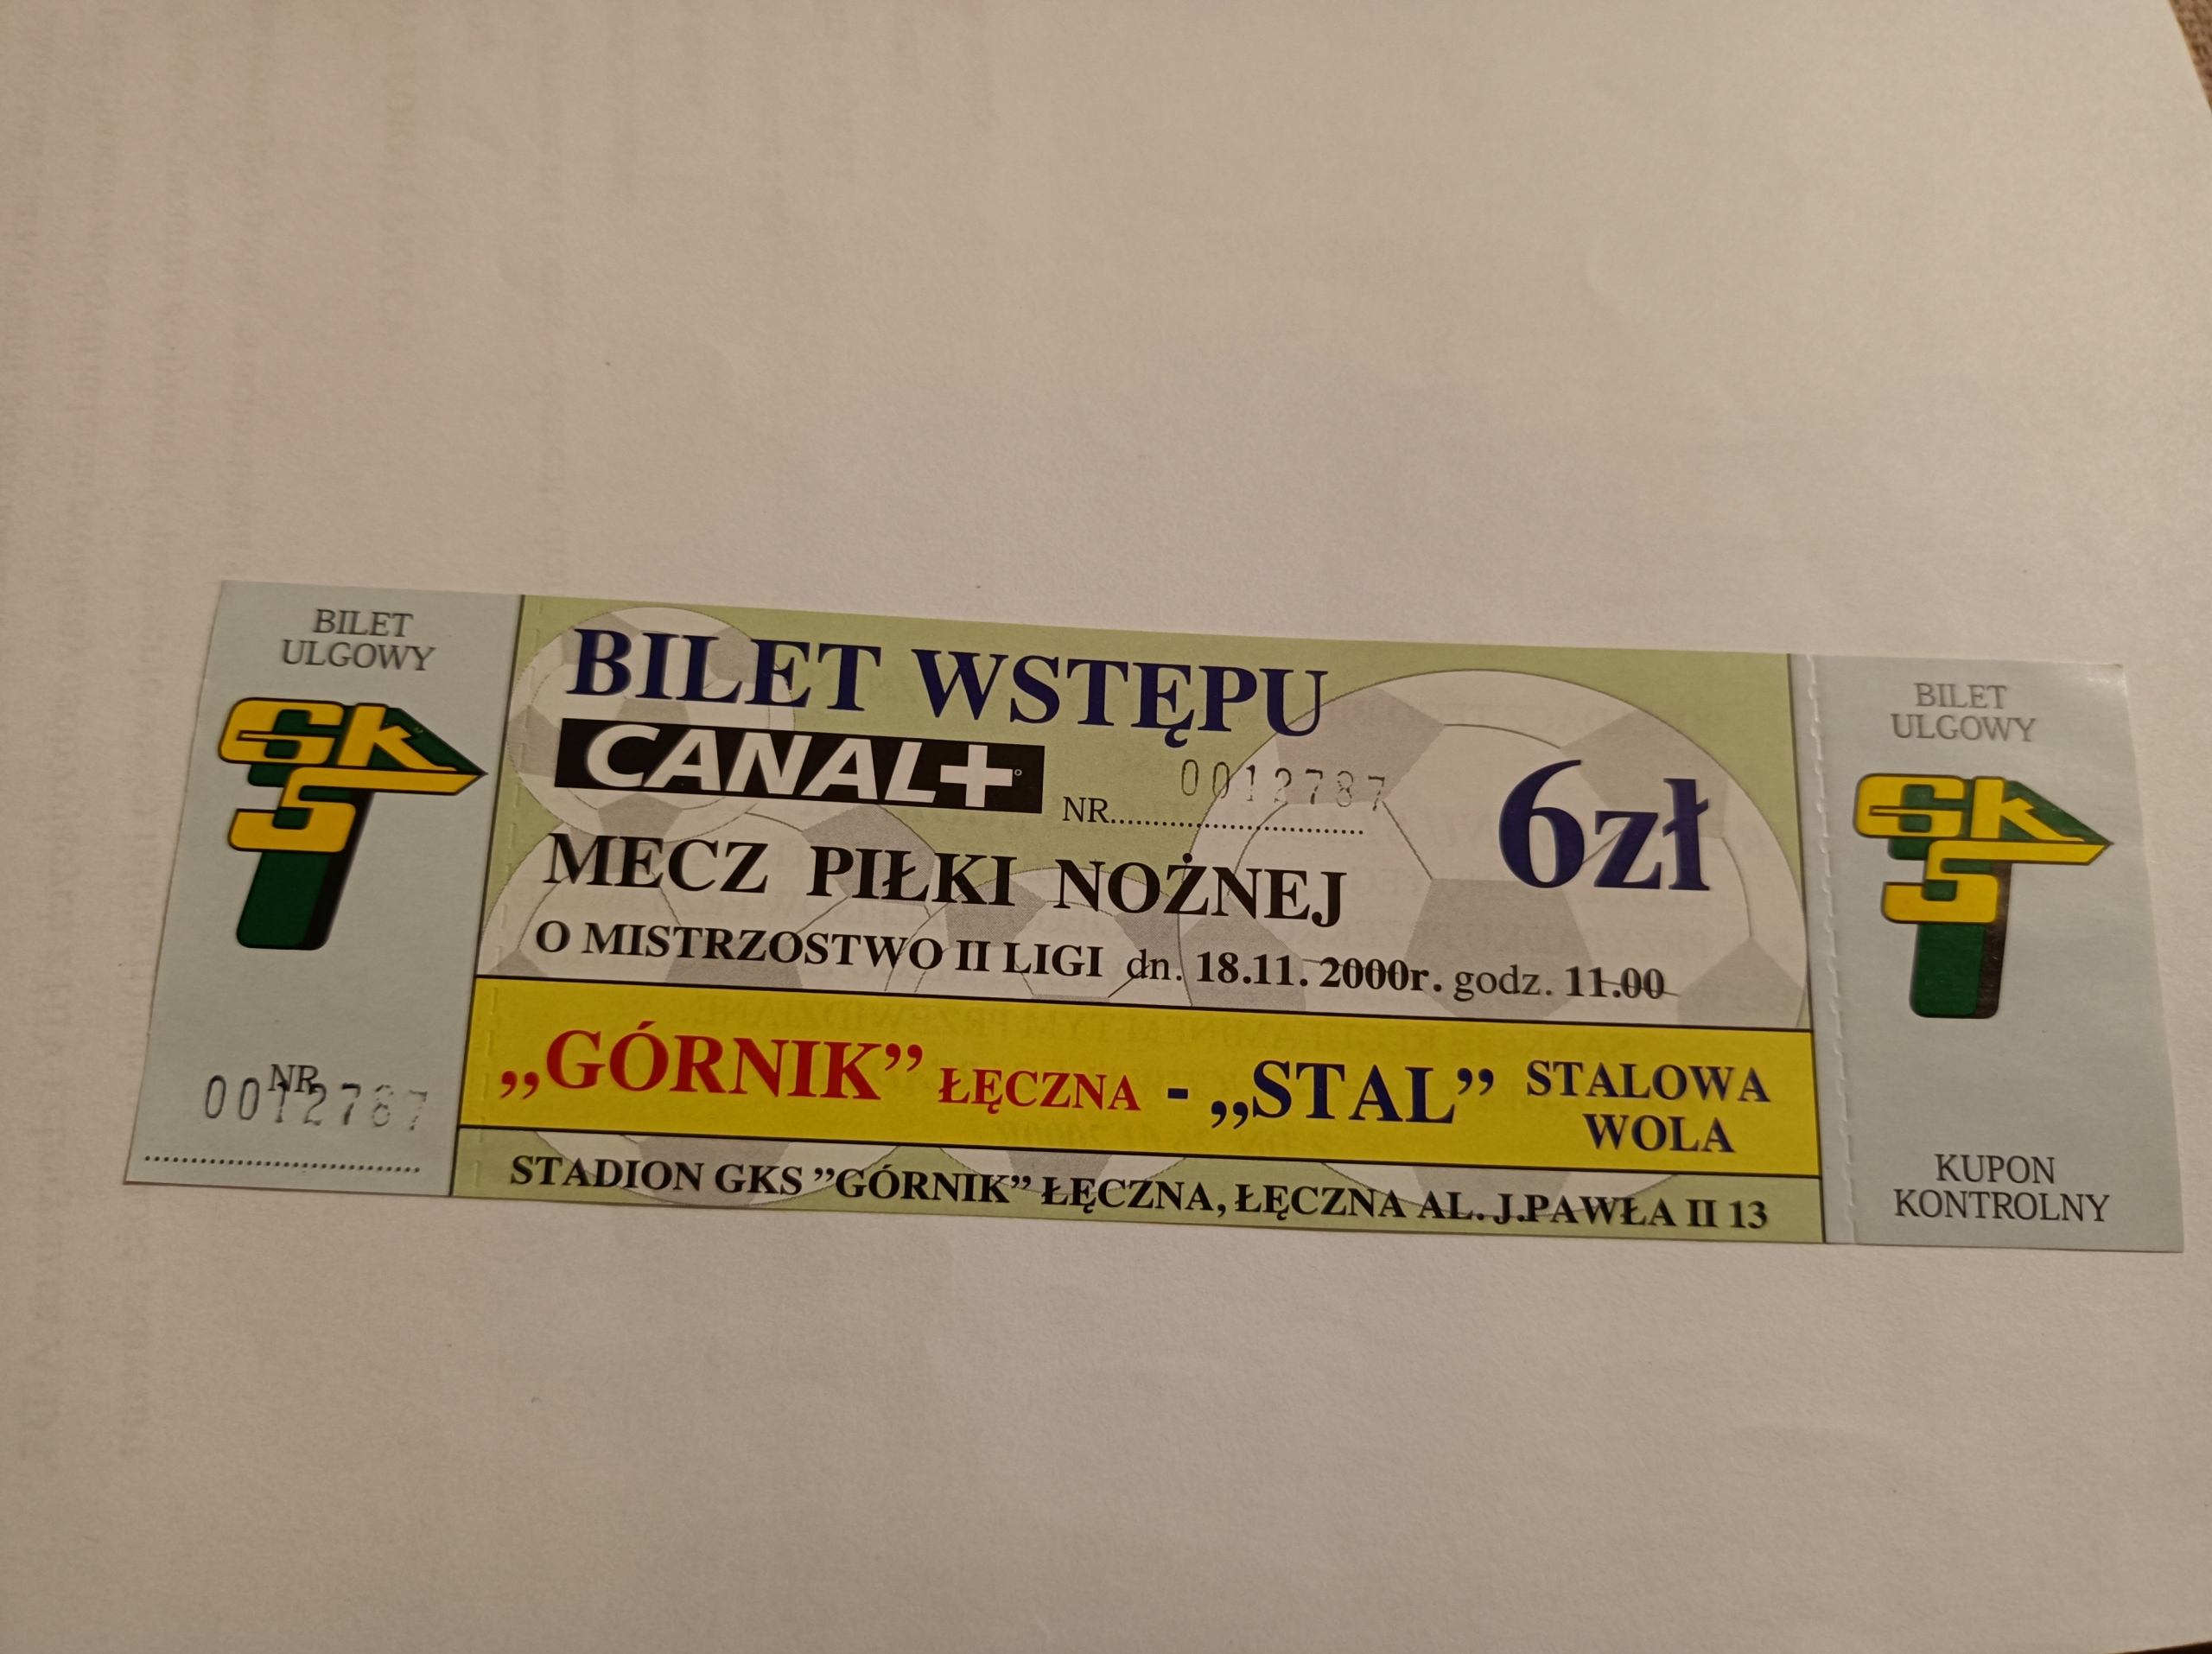 BILET
ULGOWY
GKS
NR
0012787
BILET WSTĘPU
CANAL+
NR.............................. 0012787
6zł
MECZ PIŁKI NOŻNEJ
O MISTRZOSTWO II LIGI dn. 18.11. 2000r. godz. 11.00
„GÓRNIK” ŁĘCZNA - „STAL” STALOWA
WOLA
STADION GKS ”GÓRNIK” ŁĘCZNA, ŁĘCZNA AL. J.PAWŁA II 13
BILET
ULGOWY
GKS
KUPON
KONTROLNY